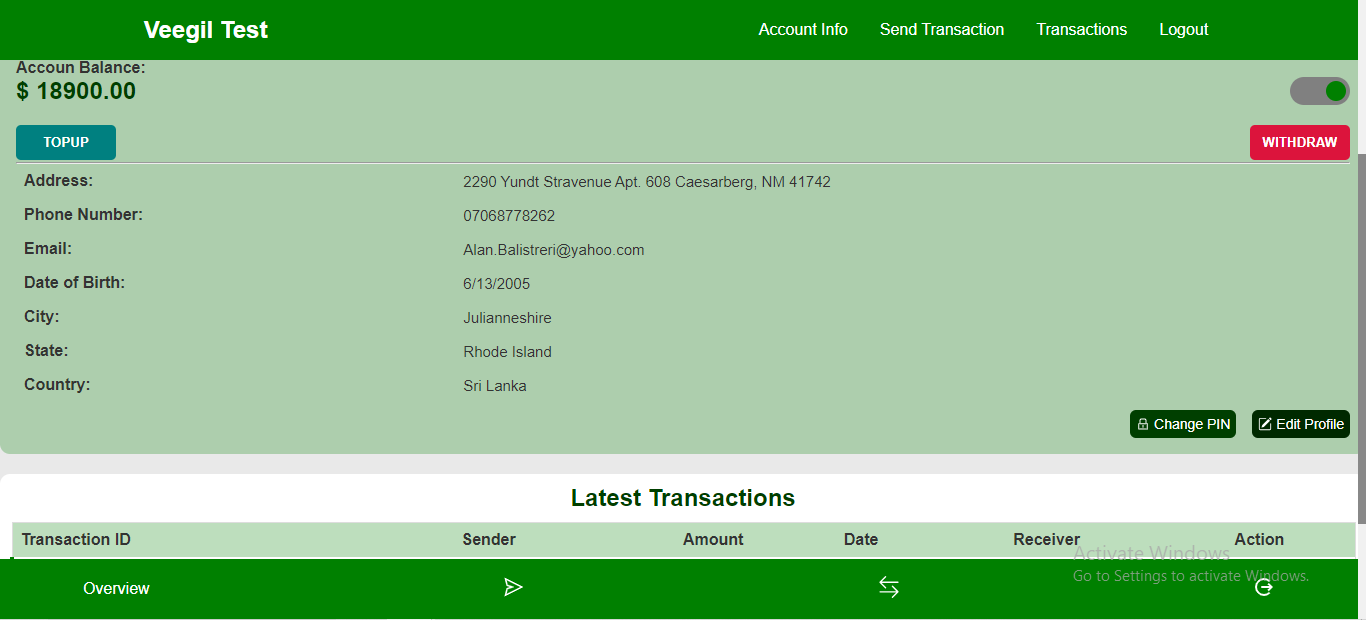 Veegil Test Account Info Send Transaction Transactions Logout
Accoun Balance:
$ 18900.00
TOPUP WITHDRAW
Address: 2290 Yundt Stravenue Apt. 608 Caesarberg, NM 41742
Phone Number: 07068778262
Email: Alan.Balistreri@yahoo.com
Date of Birth: 6/13/2005
City: Julianneshire
State: Rhode Island
Country: Sri Lanka
Change PIN Edit Profile
Latest Transactions
Transaction ID Sender Amount Date Receiver Action
Activate Windows
Go to Settings to activate Windows.
Overview